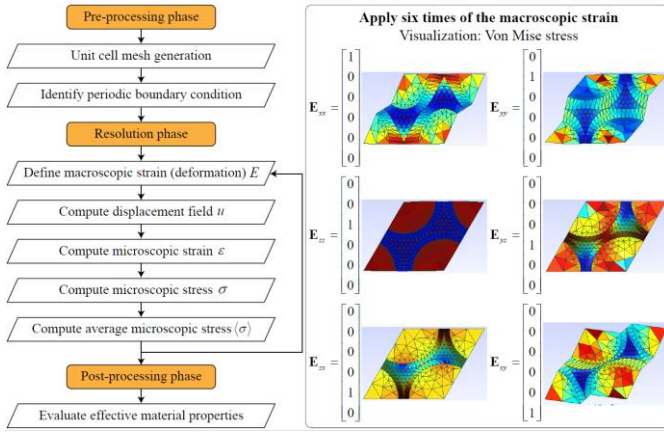 Pre-processing phase
Unit cell mesh generation
Identify periodic boundary condition
Resolution phase
Define macroscopic strain (deformation) E
Compute displacement field u
Compute microscopic strain ε
Compute microscopic stress σ
Compute average microscopic stress ⟨σ⟩
Post-processing phase
Evaluate effective material properties
Apply six times of the macroscopic strain
Visualization: Von Mise stress
E_xx =
1
0
0
0
0
0
E_yy =
0
1
0
0
0
0
E_zz =
0
0
1
0
0
0
E_yz =
0
0
0
1
0
0
E_zx =
0
0
0
0
1
0
E_xy =
0
0
0
0
0
1